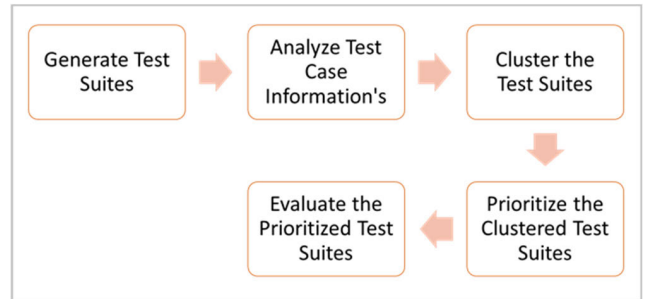 Generate Test
Suites
Analyze Test
Case
Information's
Cluster the
Test Suites
Prioritize the
Clustered Test
Suites
Evaluate the
Prioritized Test
Suites